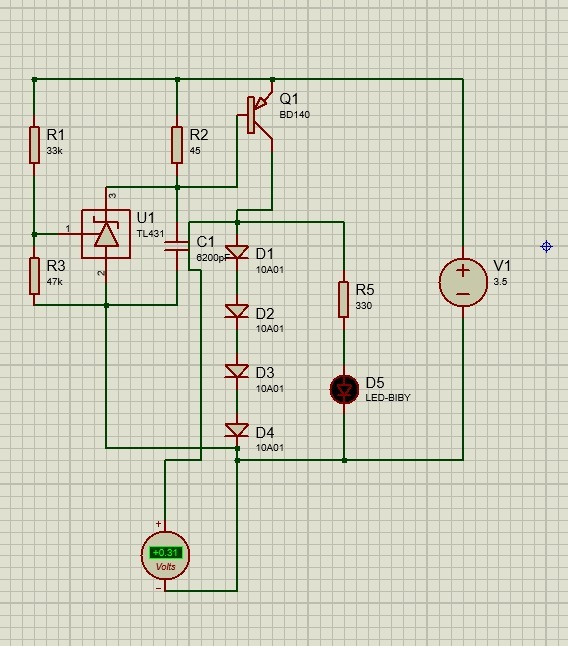 Q1
BD140
R1
33k
R2
45
3
U1
TL431
1
2
C1
6200pF
R3
47k
D1
10A01
D2
10A01
D3
10A01
D4
10A01
R5
330
D5
LED-BIBY
V1
3.5
+
−
+
+0.31
Volts
−